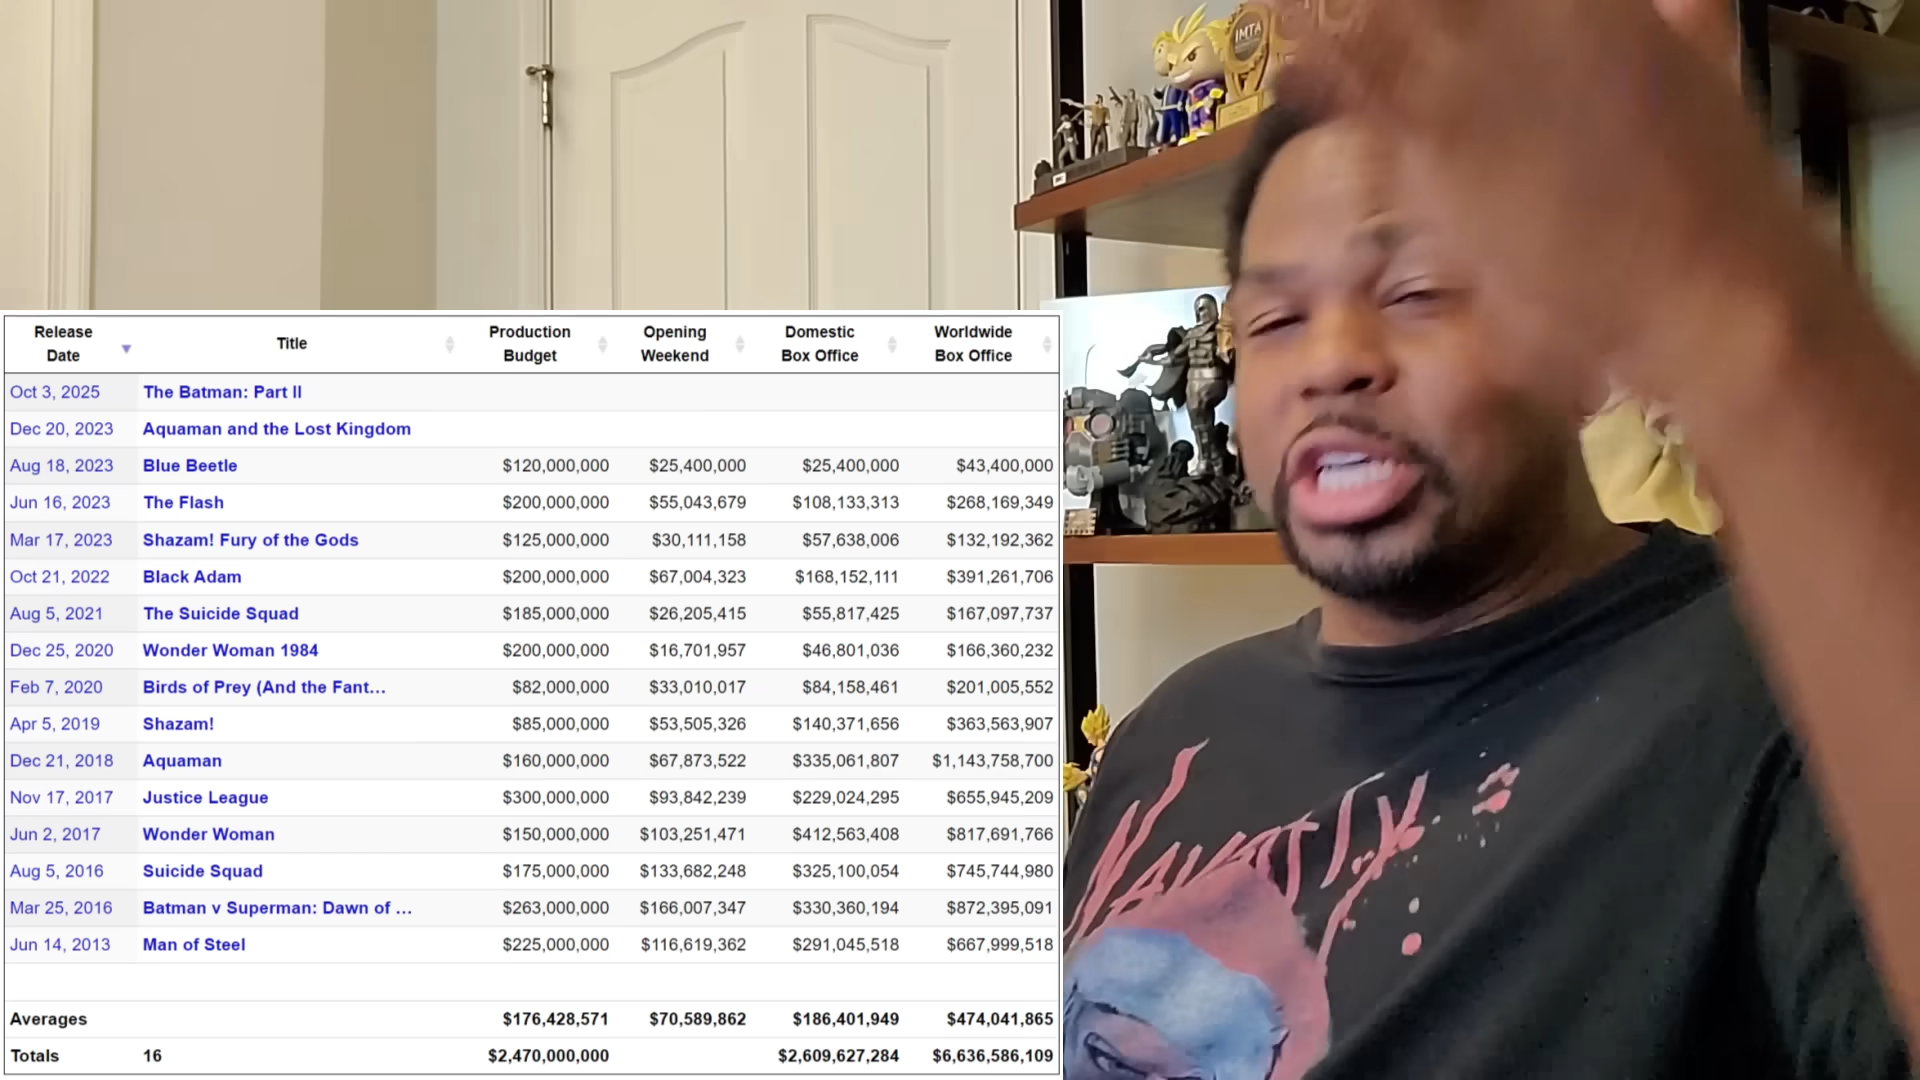 IMTA
Release Date Title Production Budget Opening Weekend Domestic Box Office Worldwide Box Office
Oct 3, 2025 The Batman: Part II
Dec 20, 2023 Aquaman and the Lost Kingdom
Aug 18, 2023 Blue Beetle $120,000,000 $25,400,000 $25,400,000 $43,400,000
Jun 16, 2023 The Flash $200,000,000 $55,043,679 $108,133,313 $268,169,349
Mar 17, 2023 Shazam! Fury of the Gods $125,000,000 $30,111,158 $57,638,006 $132,192,362
Oct 21, 2022 Black Adam $200,000,000 $67,004,323 $168,152,111 $391,261,706
Aug 5, 2021 The Suicide Squad $185,000,000 $26,205,415 $55,817,425 $167,097,737
Dec 25, 2020 Wonder Woman 1984 $200,000,000 $16,701,957 $46,801,036 $166,360,232
Feb 7, 2020 Birds of Prey (And the Fant... $82,000,000 $33,010,017 $84,158,461 $201,005,552
Apr 5, 2019 Shazam! $85,000,000 $53,505,326 $140,371,656 $363,563,907
Dec 21, 2018 Aquaman $160,000,000 $67,873,522 $335,061,807 $1,143,758,700
Nov 17, 2017 Justice League $300,000,000 $93,842,239 $229,024,295 $655,945,209
Jun 2, 2017 Wonder Woman $150,000,000 $103,251,471 $412,563,408 $817,691,766
Aug 5, 2016 Suicide Squad $175,000,000 $133,682,248 $325,100,054 $745,744,980
Mar 25, 2016 Batman v Superman: Dawn of ... $263,000,000 $166,007,347 $330,360,194 $872,395,091
Jun 14, 2013 Man of Steel $225,000,000 $116,619,362 $291,045,518 $667,999,518
Averages $176,428,571 $70,589,862 $186,401,949 $474,041,865
Totals 16 $2,470,000,000 $2,609,627,284 $6,636,586,109